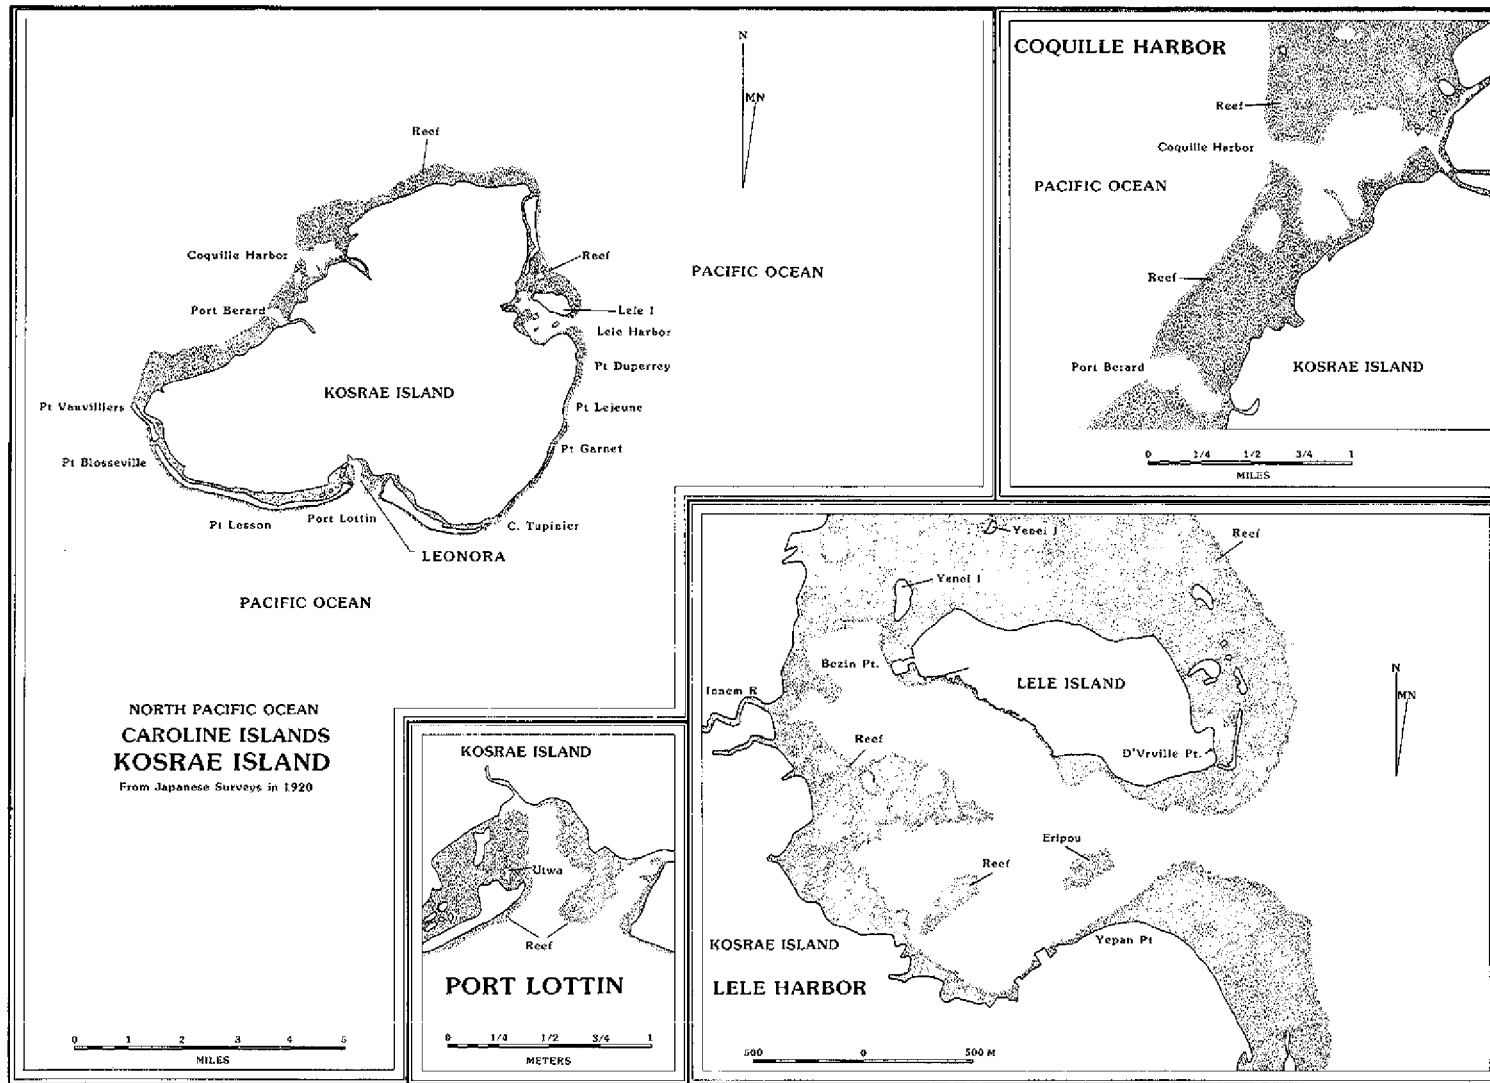 N
MN
Reef
Coquille Harbor
Reef
PACIFIC OCEAN
Port Berard
Lele I
Lele Harbor
Pt Duperrey
KOSRAE ISLAND
Pt Vauvilliers
Pt Lejeune
Pt Garnet
Pt Blosseville
Pt Lesson
Port Lottin
C. Tupinier
LEONORA
PACIFIC OCEAN
NORTH PACIFIC OCEAN
CAROLINE ISLANDS
KOSRAE ISLAND
From Japanese Surveys in 1920
0 1 2 3 4 5
MILES
COQUILLE HARBOR
Reef
Coquille Harbor
PACIFIC OCEAN
Reef
Port Berard
KOSRAE ISLAND
0 1/4 1/2 3/4 1
MILES
KOSRAE ISLAND
Utwa
Reef
PORT LOTTIN
0 1/4 1/2 3/4 1
METERS
Yenei I
Reef
Yenei I
Bezin Pt.
LELE ISLAND
N
MN
Innem R
Reef
D'Vrville Pt.
Eripou
Reef
KOSRAE ISLAND
Yepan Pt
LELE HARBOR
500 0 500 M